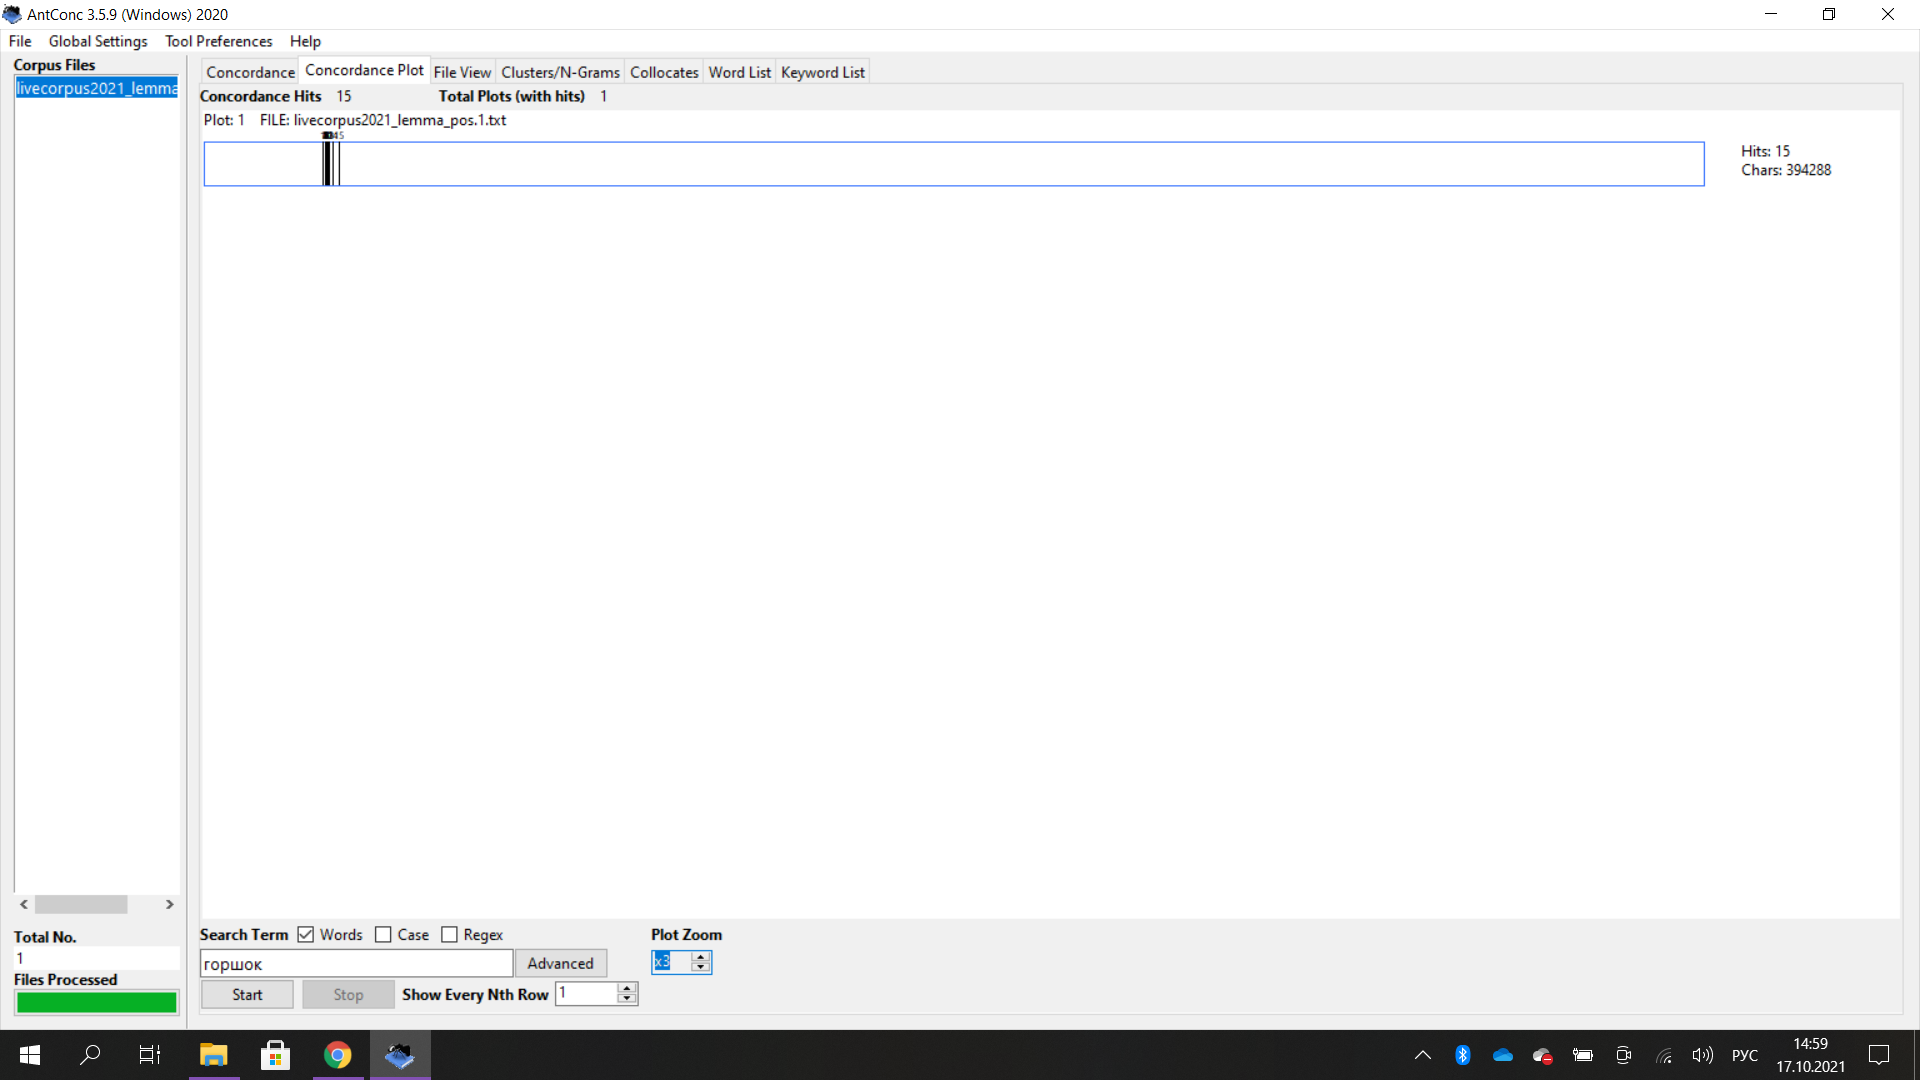 AntConc 3.5.9 (Windows) 2020
File Global Settings Tool Preferences Help
Corpus Files
livecorpus2021_lemma
Concordance Concordance Plot File View Clusters/N-Grams Collocates Word List Keyword List
Concordance Hits 15 Total Plots (with hits) 1
Plot: 1 FILE: livecorpus2021_lemma_pos.1.txt
Hits: 15
Chars: 394288
Total No.
1
Files Processed
Search Term Words Case Regex
горшок Advanced
Start Stop Show Every Nth Row 1
Plot Zoom
x3
РУС
14:59
17.10.2021